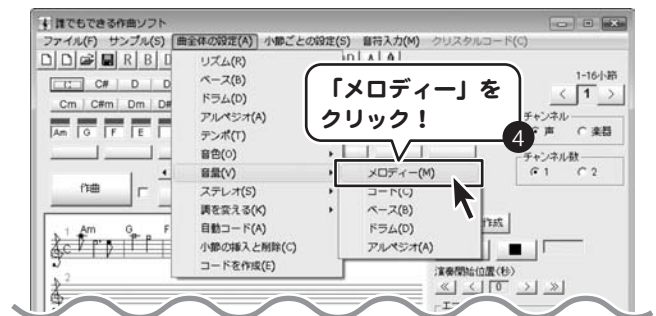 誰でもできる作曲ソフト
ファイル(F) サンプル(S) 曲全体の設定(A) 小節ごとの設定(S) 音符入力(M) クリスタルコード(C)
R B
C C# D
Cm C#m Dm D#
Am G F E
作曲
リズム(R)
ベース(B)
ドラム(D)
アルペジオ(A)
テンポ(T)
音色(O)
音量(V)
ステレオ(S)
調を変える(K)
自動コード(A)
小節の挿入と削除(C)
コードを作成(E)
「メロディー」を
クリック!
4
メロディー(M)
コード(C)
ベース(B)
ドラム(D)
アルペジオ(A)
1-16小節
< 1 >
チャンネル
声 楽器
チャンネル数
1 2
作成
演奏開始位置(秒)
≪ < 0 > ≫
エー
1 Am G F
2